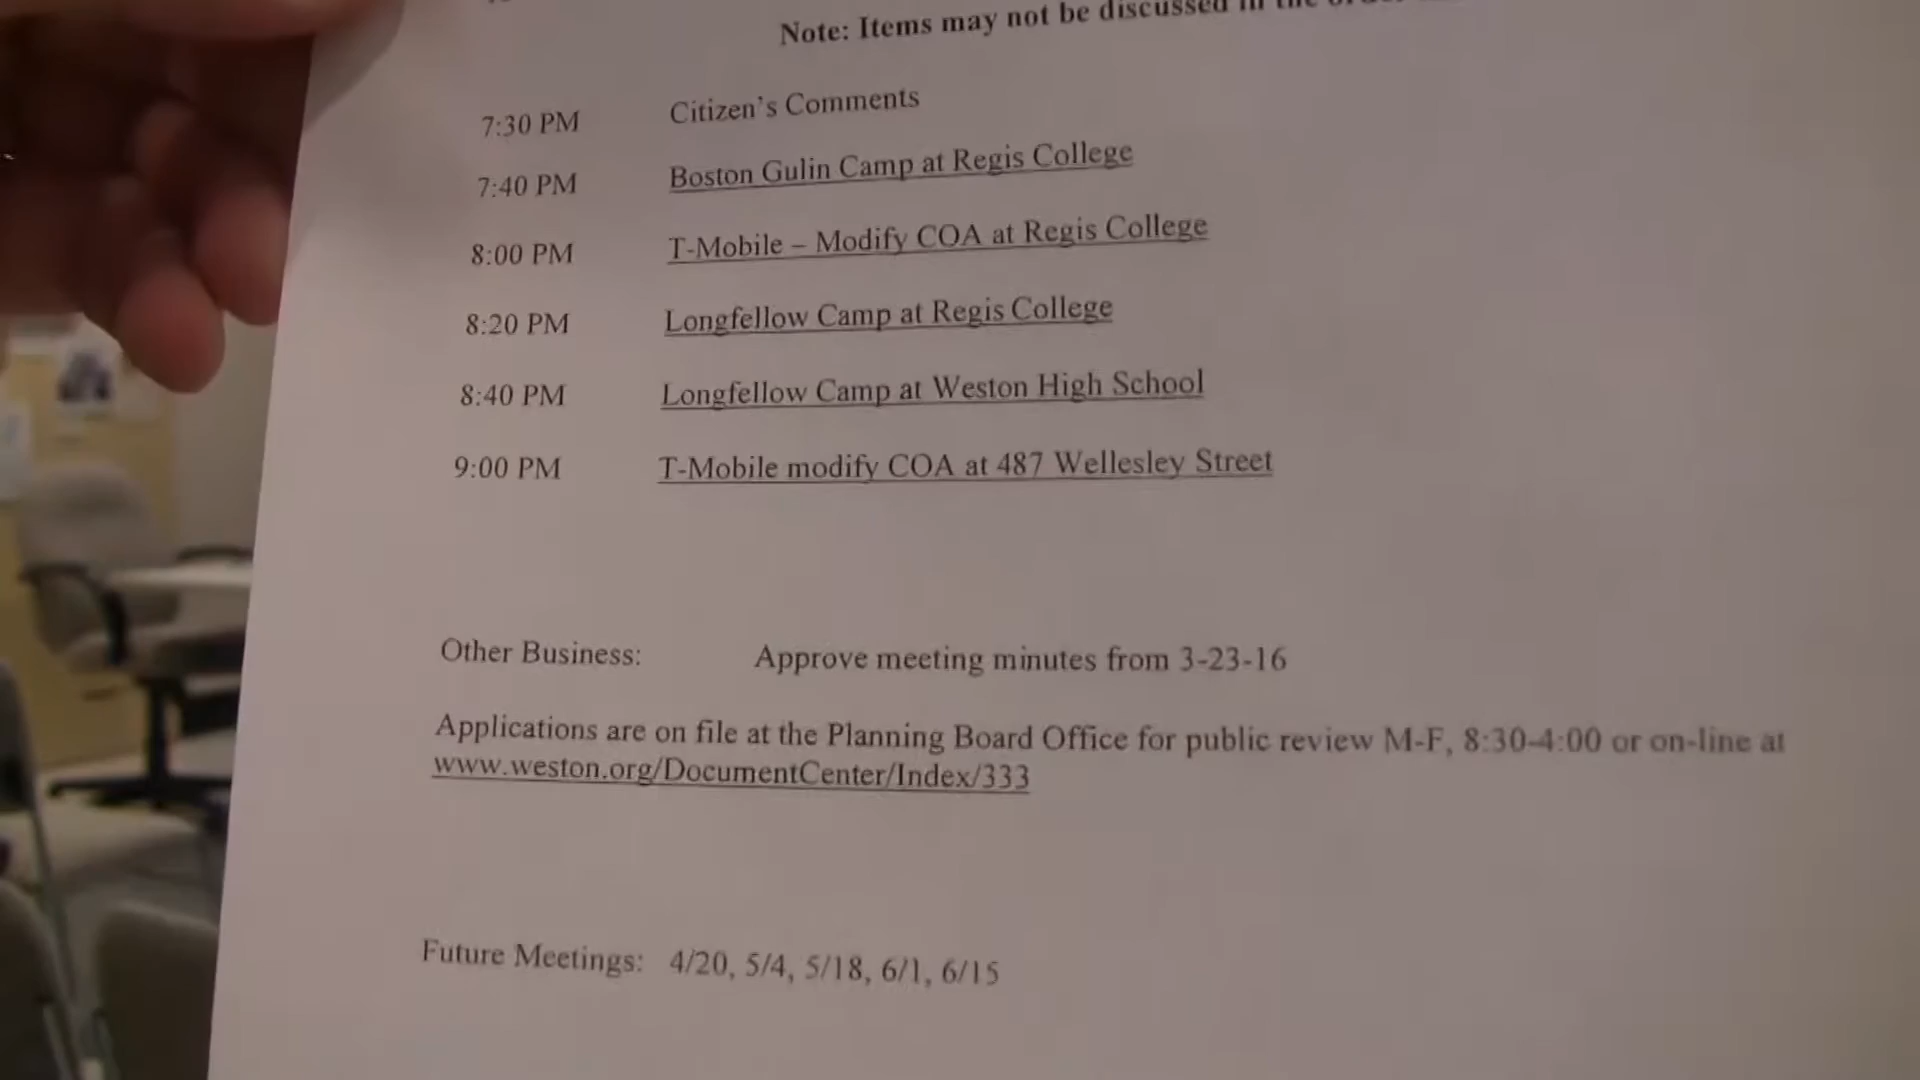 Note: Items may not be discussed in the
7:30 PM Citizen's Comments
7:40 PM Boston Gulin Camp at Regis College
8:00 PM T-Mobile – Modify COA at Regis College
8:20 PM Longfellow Camp at Regis College
8:40 PM Longfellow Camp at Weston High School
9:00 PM T-Mobile modify COA at 487 Wellesley Street
Other Business: Approve meeting minutes from 3-23-16
Applications are on file at the Planning Board Office for public review M-F, 8:30-4:00 or on-line at
www.weston.org/DocumentCenter/Index/333
Future Meetings: 4/20, 5/4, 5/18, 6/1, 6/15